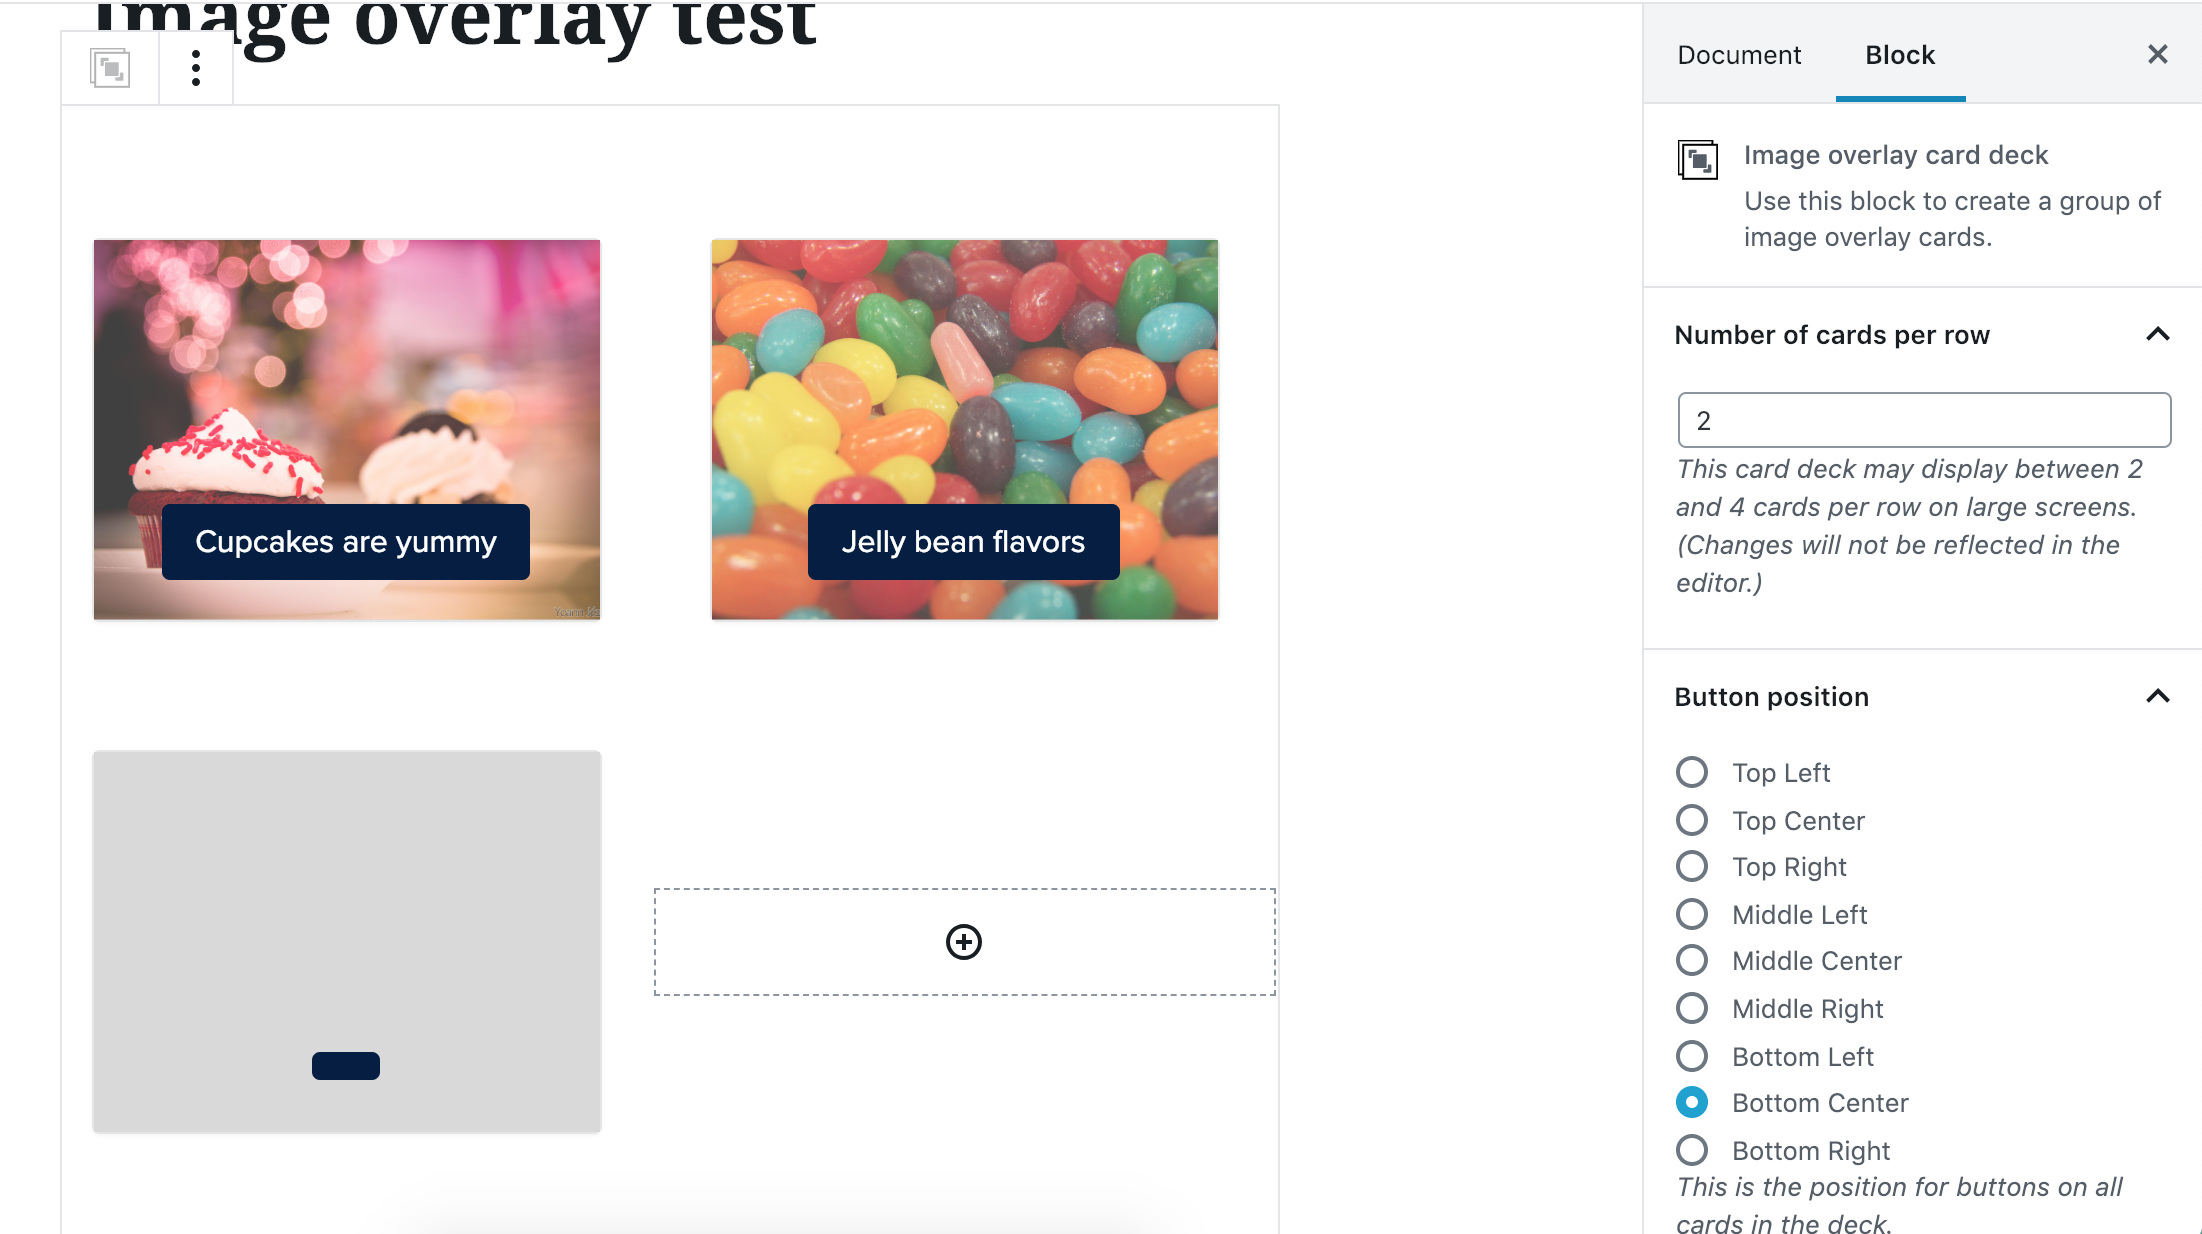 Image overlay test
Document
Block
Image overlay card deck
Use this block to create a group of
image overlay cards.
Number of cards per row
2
This card deck may display between 2
and 4 cards per row on large screens.
(Changes will not be reflected in the
editor.)
Cupcakes are yummy
Jelly bean flavors
Button position
Top Left
Top Center
Top Right
Middle Left
Middle Center
Middle Right
Bottom Left
Bottom Center
Bottom Right
This is the position for buttons on all
cards in the deck.